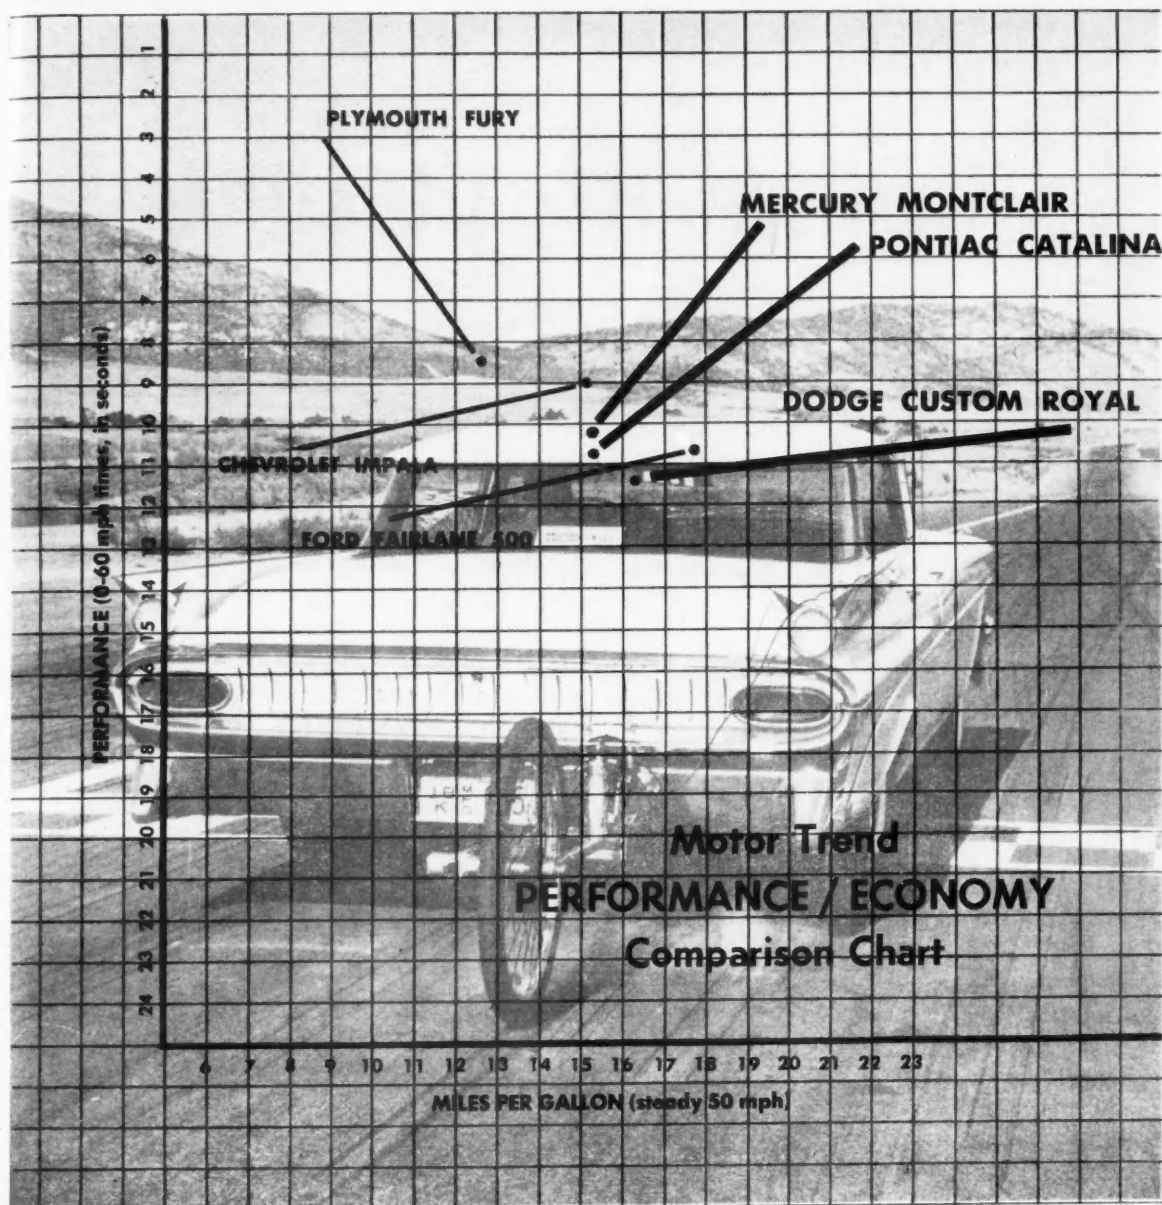 1
2
3
4
5
6
7
8
9
10
11
12
13
14
15
16
17
18
19
20
21
22
23
24
PERFORMANCE (0-60 mph times, in seconds)
PLYMOUTH FURY
MERCURY MONTCLAIR
PONTIAC CATALINA
DODGE CUSTOM ROYAL
CHEVROLET IMPALA
FORD FAIRLANE 500
Motor Trend
PERFORMANCE / ECONOMY
Comparison Chart
6 7 8 9 10 11 12 13 14 15 16 17 18 19 20 21 22 23
MILES PER GALLON (steady 50 mph)